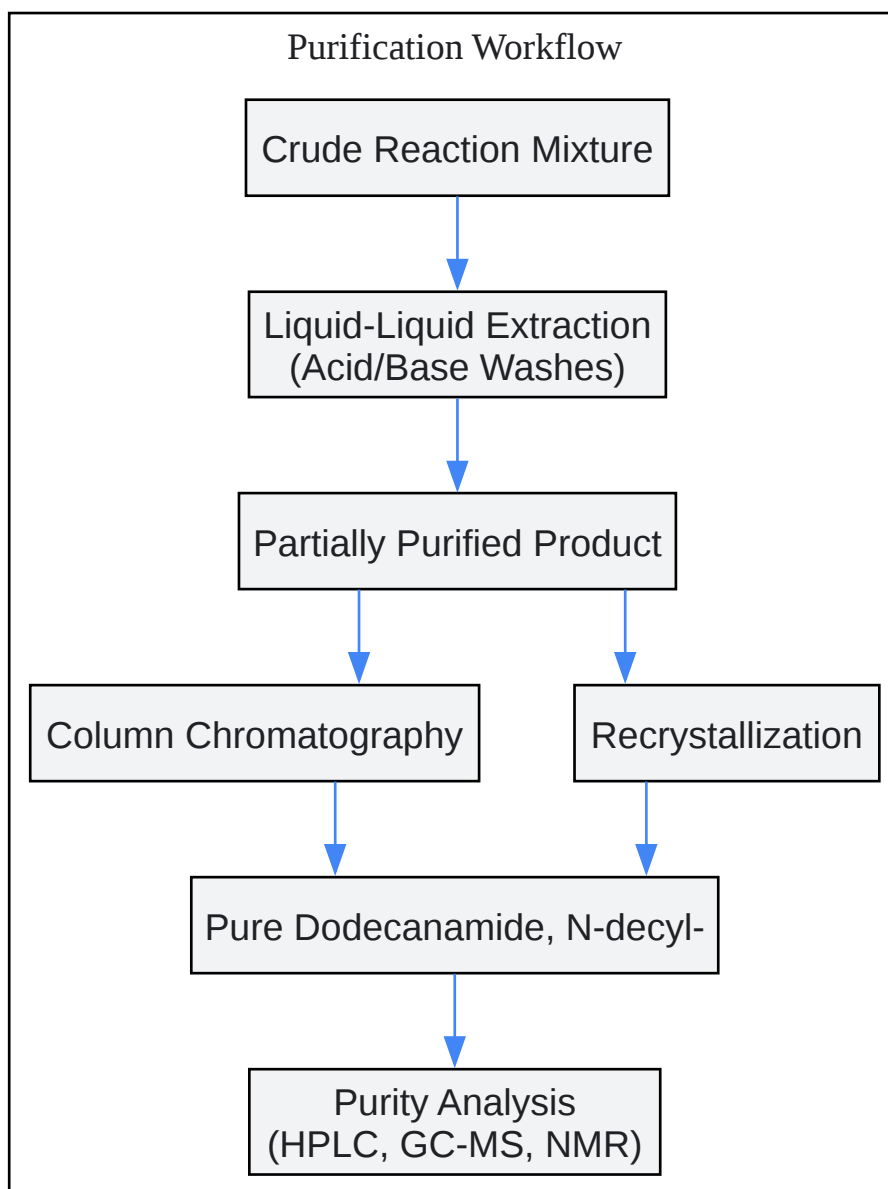 Purification Workflow
Crude Reaction Mixture
Liquid-Liquid Extraction
(Acid/Base Washes)
Partially Purified Product
Column Chromatography
Recrystallization
Pure Dodecanamide, N-decyl-
Purity Analysis
(HPLC, GC-MS, NMR)